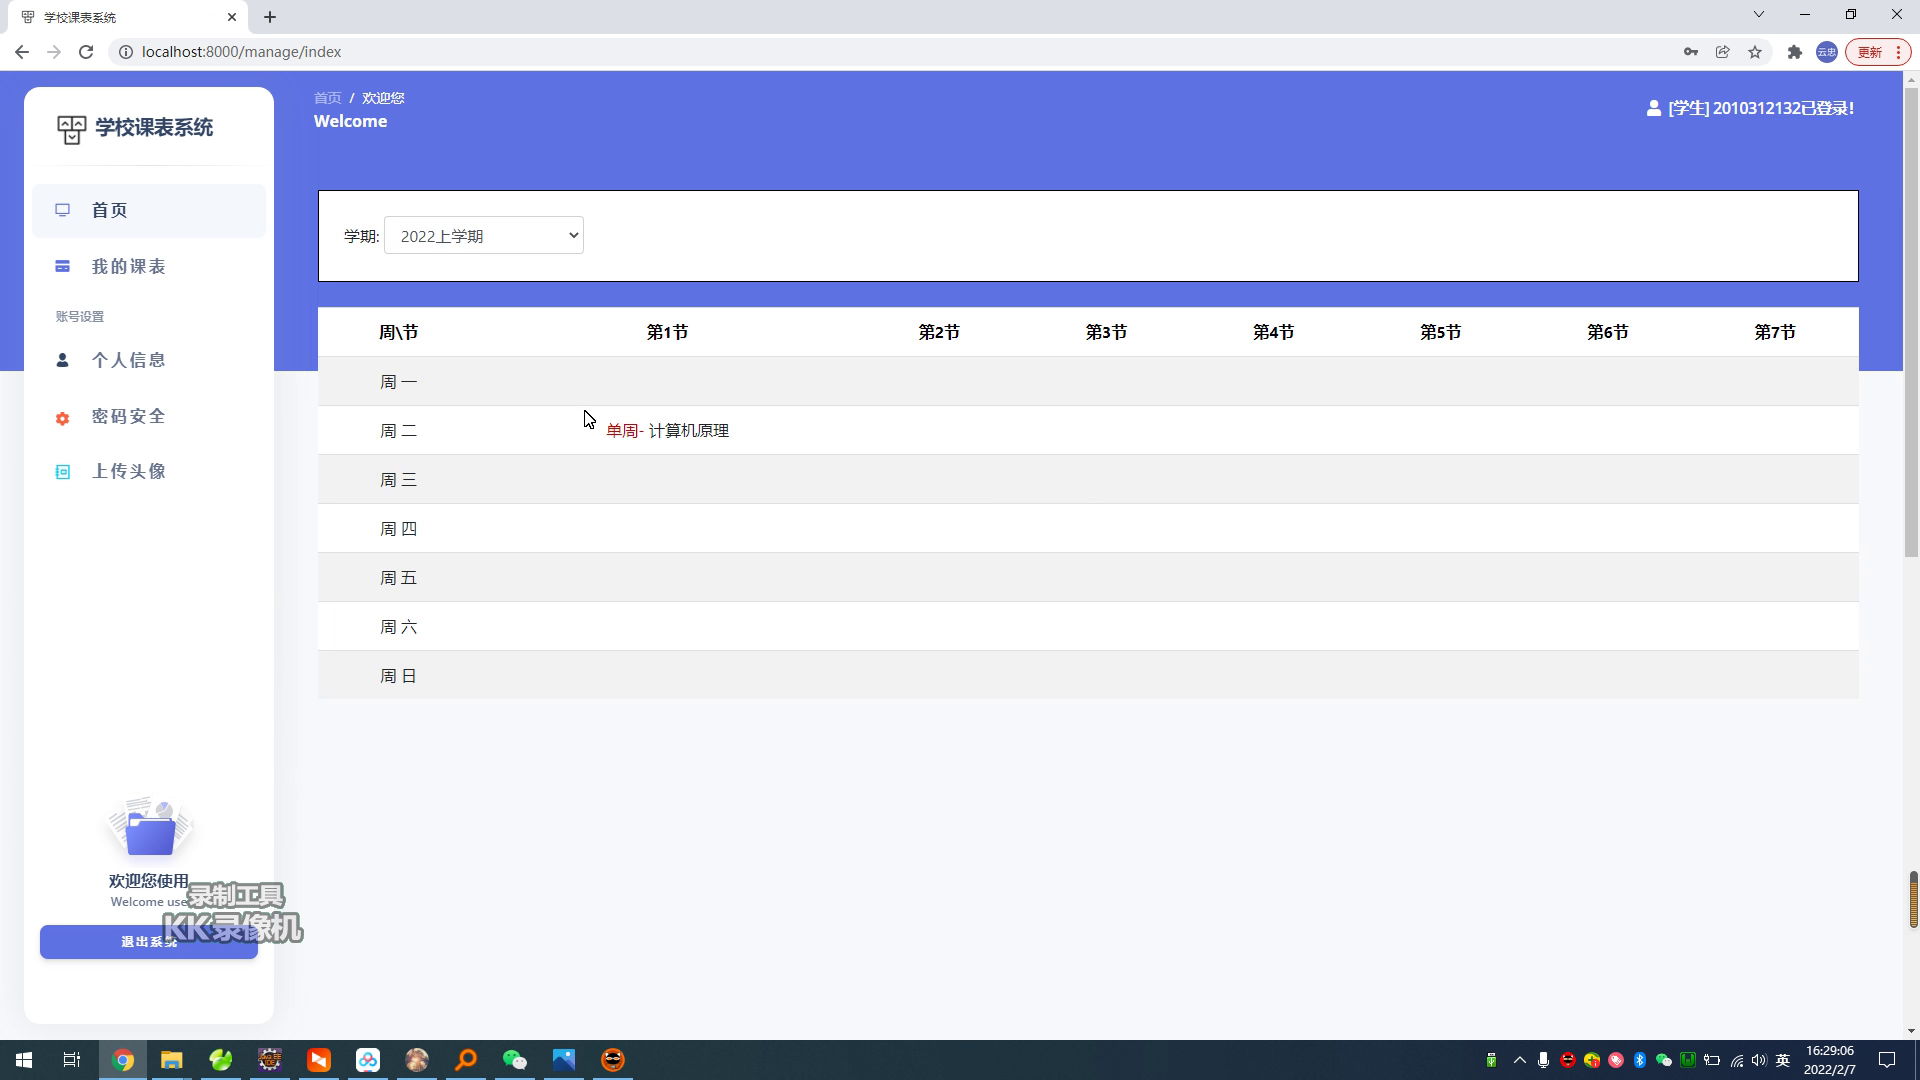 学校课表系统
localhost:8000/manage/index
云忠
更新
学校课表系统
首页 / 欢迎您
Welcome
[学生] 2010312132已登录!
首页
我的课表
账号设置
个人信息
密码安全
上传头像
学期: 2022上学期
周\节 第1节 第2节 第3节 第4节 第5节 第6节 第7节
周 一
周 二 单周- 计算机原理
周 三
周 四
周 五
周 六
周 日
欢迎您使用
Welcome use
退出系统
录制工具
KK录像机
英
16:29:06
2022/2/7